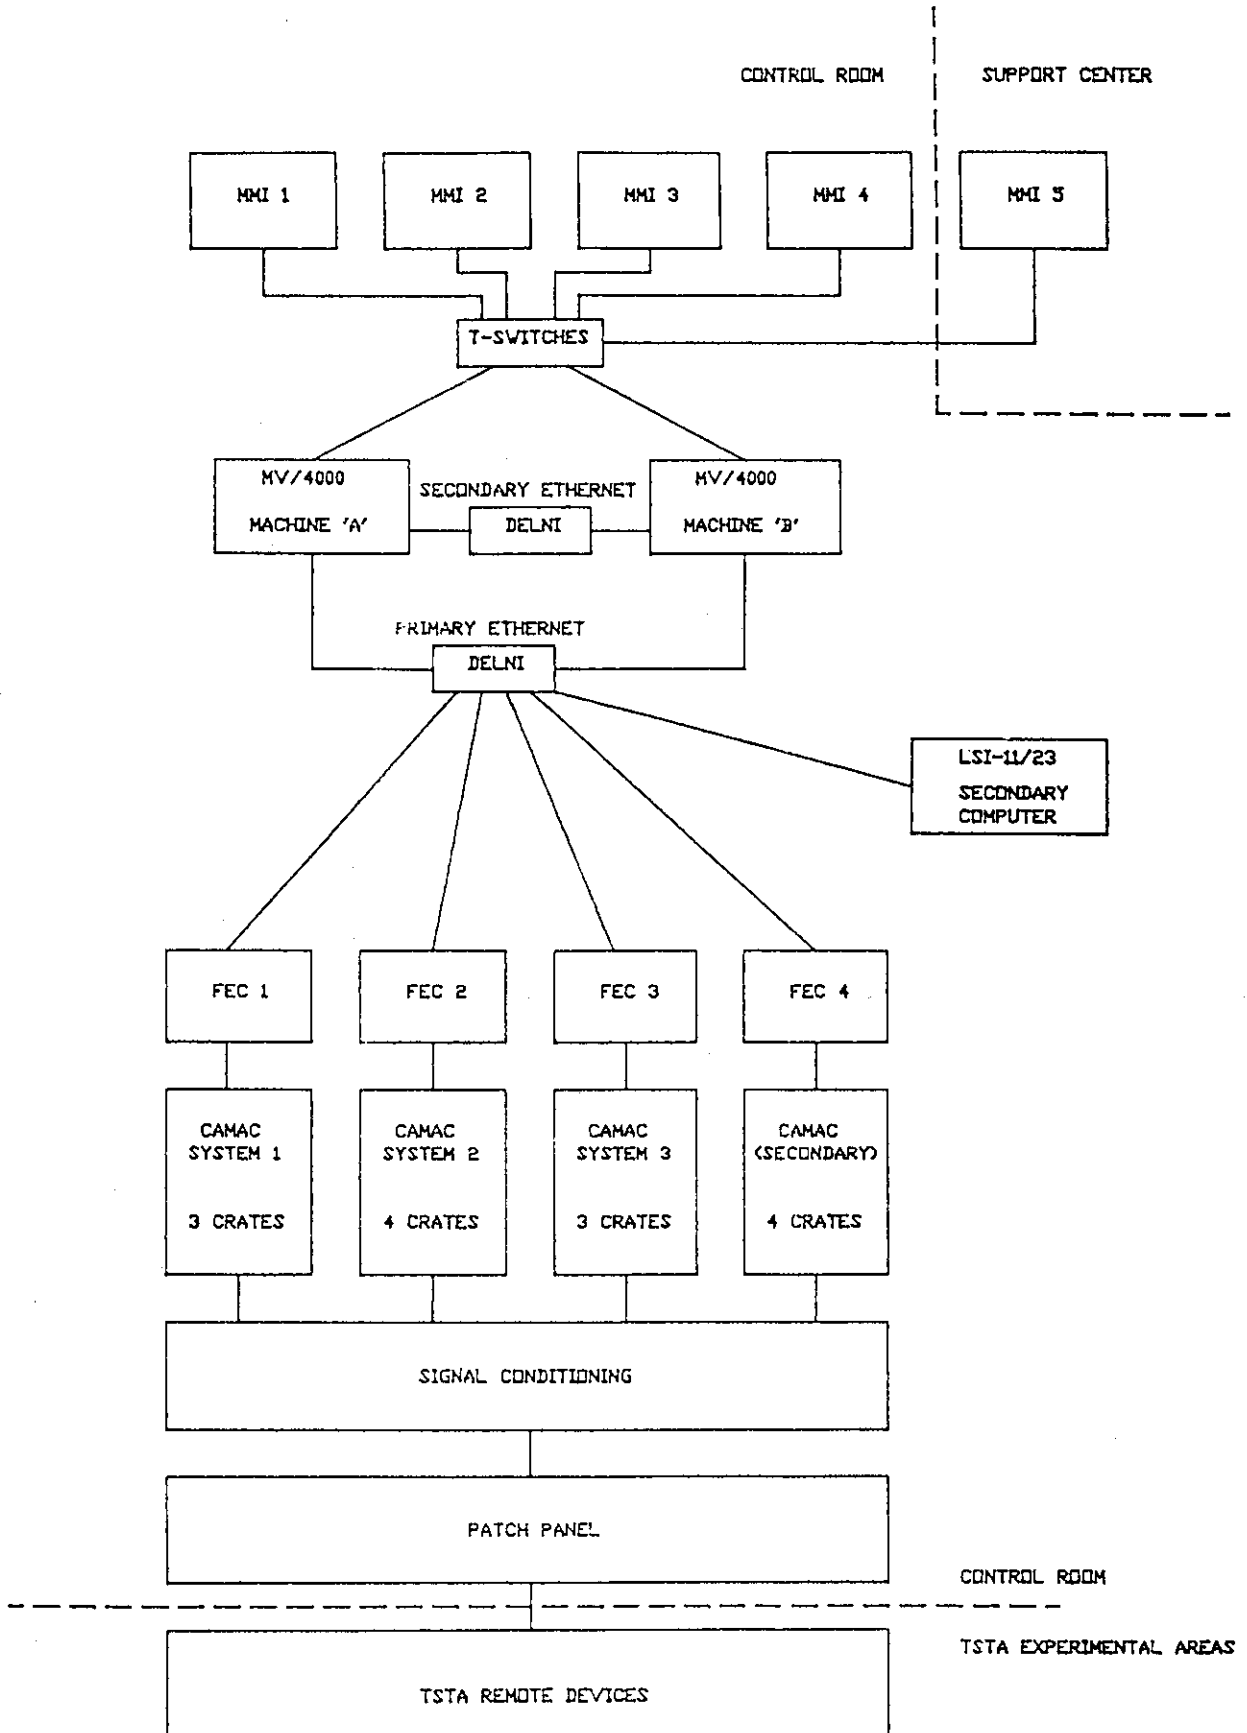 CONTROL ROOM
SUPPORT CENTER
MMI 1
MMI 2
MMI 3
MMI 4
MMI 5
T-SWITCHES
MV/4000
MACHINE 'A'
SECONDARY ETHERNET
DELNI
MV/4000
MACHINE 'B'
PRIMARY ETHERNET
DELNI
LSI-11/23
SECONDARY
COMPUTER
FEC 1
FEC 2
FEC 3
FEC 4
CAMAC
SYSTEM 1
3 CRATES
CAMAC
SYSTEM 2
4 CRATES
CAMAC
SYSTEM 3
3 CRATES
CAMAC
(SECONDARY)
4 CRATES
SIGNAL CONDITIONING
PATCH PANEL
CONTROL ROOM
TSTA EXPERIMENTAL AREAS
TSTA REMOTE DEVICES